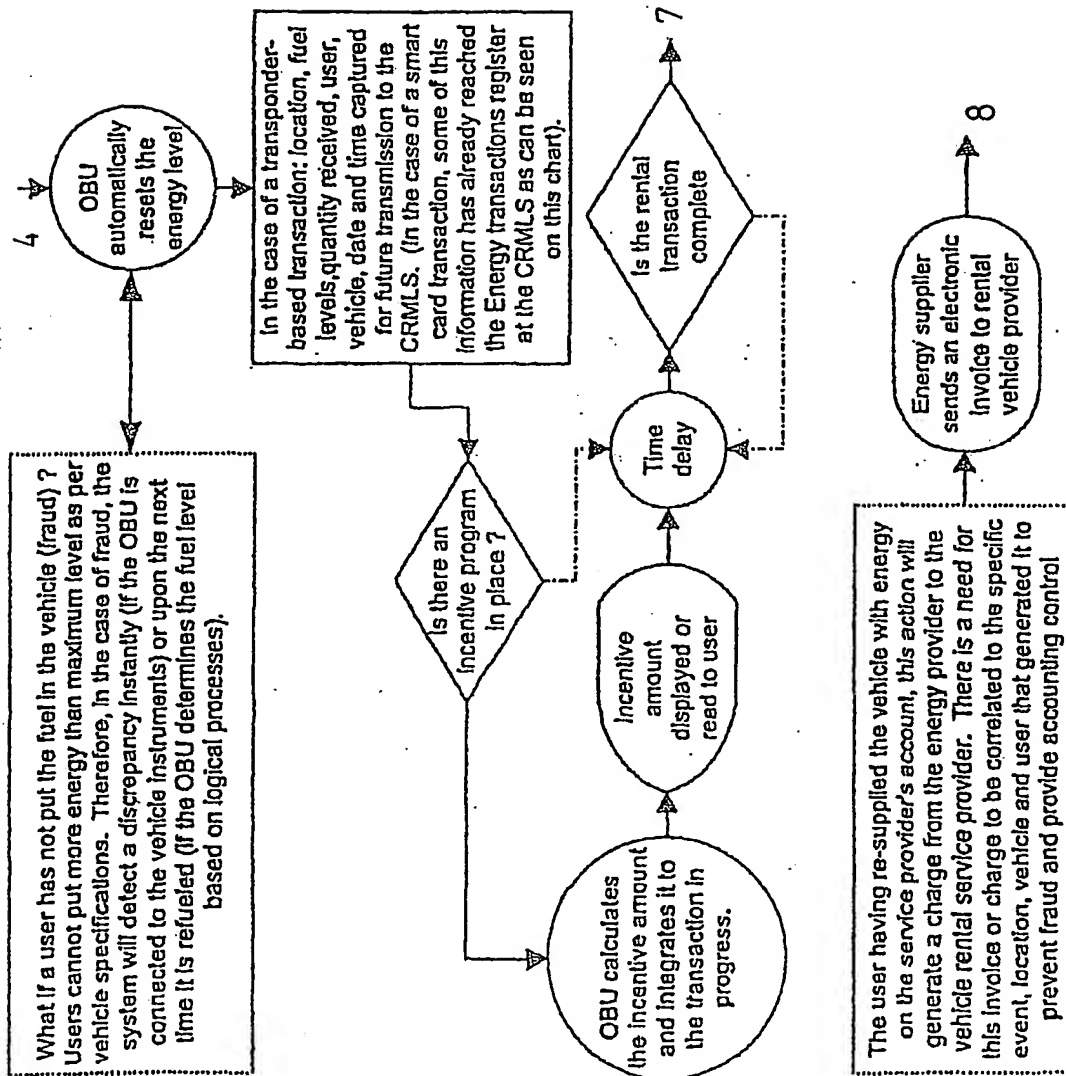 4
OBU
automatically
resets the
energy level
What if a user has not put the fuel in the vehicle (fraud) ?
Users cannot put more energy than maximum level as per
vehicle specifications. Therefore, in the case of fraud, the
system will detect a discrepancy instantly (if the OBU is
connected to the vehicle instruments) or upon the next
time it is refueled (if the OBU determines the fuel level
based on logical processes).
In the case of a transponder-
based transaction: location, fuel
levels,quantity received, user,
vehicle, date and time captured
for future transmission to the
CRMLS. (In the case of a smart
card transaction, some of this
information has already reached
the Energy transactions register
at the CRMLS as can be seen
on this chart).
Is there an
incentive program
in place ?
OBU calculates
the incentive amount
and integrates it to
the transaction in
progress.
Incentive
amount
displayed or
read to user
Time
delay
Is the rental
transaction
complete
7
The user having re-supplied the vehicle with energy
on the service provider's account, this action will
generate a charge from the energy provider to the
vehicle rental service provider. There is a need for
this invoice or charge to be correlated to the specific
event, location, vehicle and user that generated it to
prevent fraud and provide accounting control
Energy supplier
sends an electronic
invoice to rental
vehicle provider
8